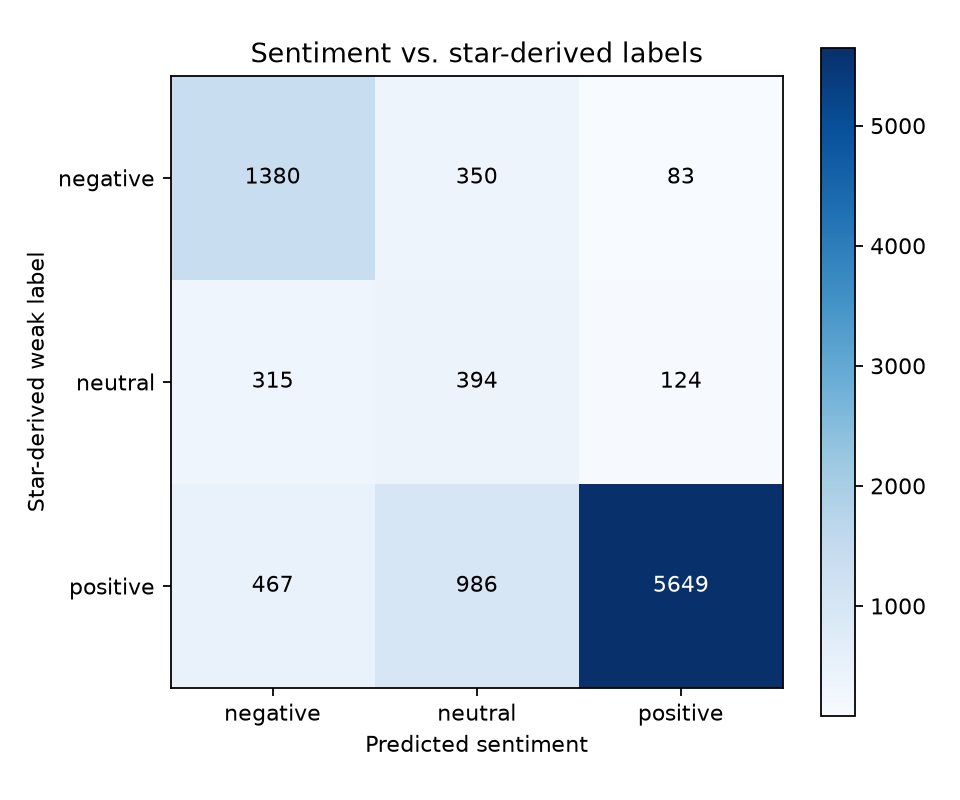 Sentiment vs. star-derived labels
negative
1380
350
83
neutral
315
394
124
positive
467
986
5649
negative
neutral
positive
Predicted sentiment
Star-derived weak label
5000
4000
3000
2000
1000